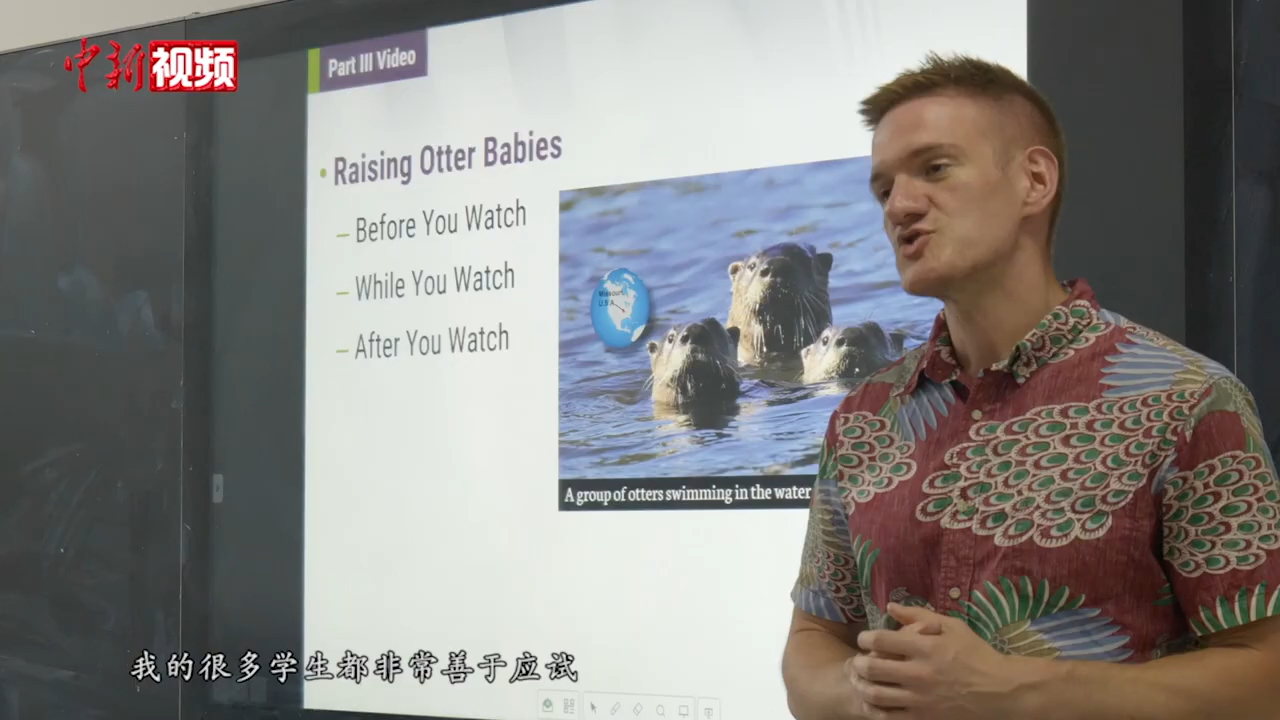 中新视频
Part III Video
• Raising Otter Babies
– Before You Watch
– While You Watch
– After You Watch
Missouri,
U.S.A.
A group of otters swimming in the water
我的很多学生都非常善于应试